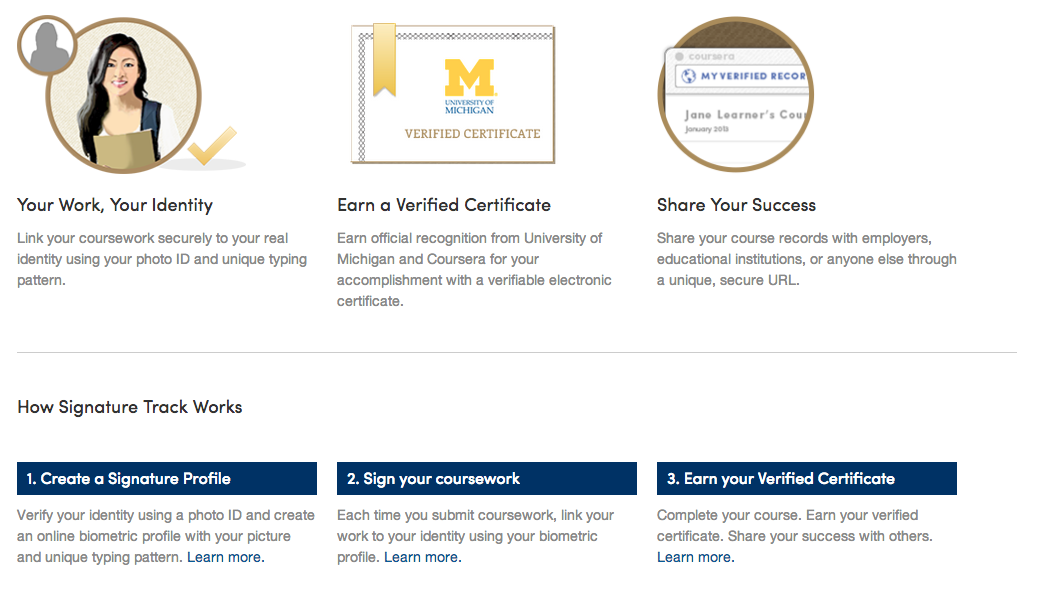 M
UNIVERSITY OF
MICHIGAN
VERIFIED CERTIFICATE
coursera
MY VERIFIED RECOR
Jane Learner's Cou
January 2013
Your Work, Your Identity
Link your coursework securely to your real
identity using your photo ID and unique typing
pattern.
Earn a Verified Certificate
Earn official recognition from University of
Michigan and Coursera for your
accomplishment with a verifiable electronic
certificate.
Share Your Success
Share your course records with employers,
educational institutions, or anyone else through
a unique, secure URL.
How Signature Track Works
1. Create a Signature Profile
Verify your identity using a photo ID and create
an online biometric profile with your picture
and unique typing pattern. Learn more.
2. Sign your coursework
Each time you submit coursework, link your
work to your identity using your biometric
profile. Learn more.
3. Earn your Verified Certificate
Complete your course. Earn your verified
certificate. Share your success with others.
Learn more.